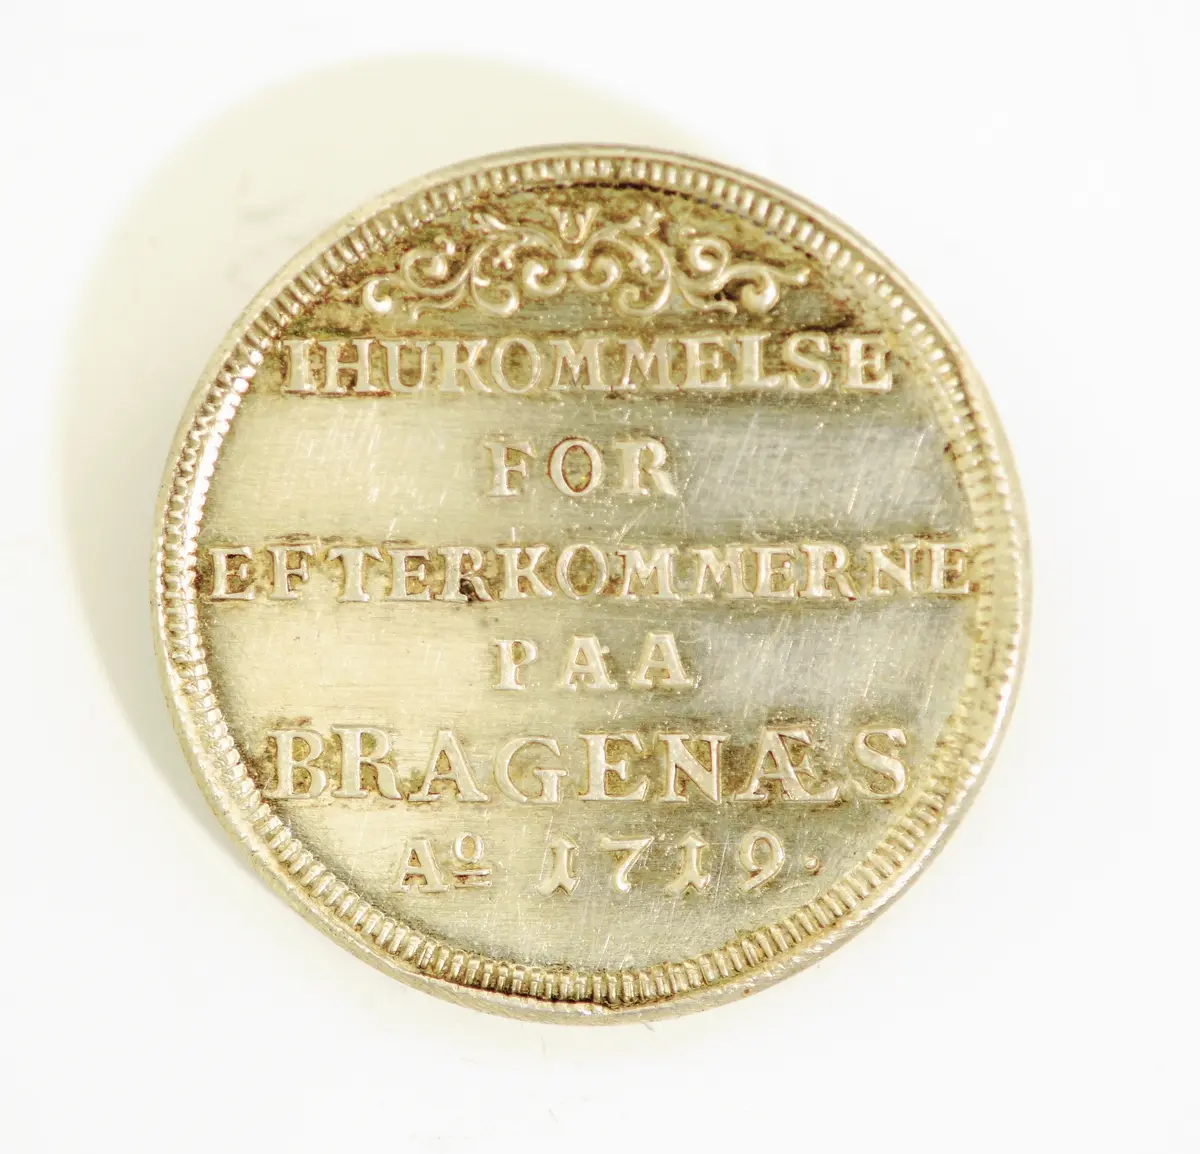 IHUKOMMELSE
FOR
EFTERKOMMERNE
PAA
BRAGENÆS
Aº 1719.